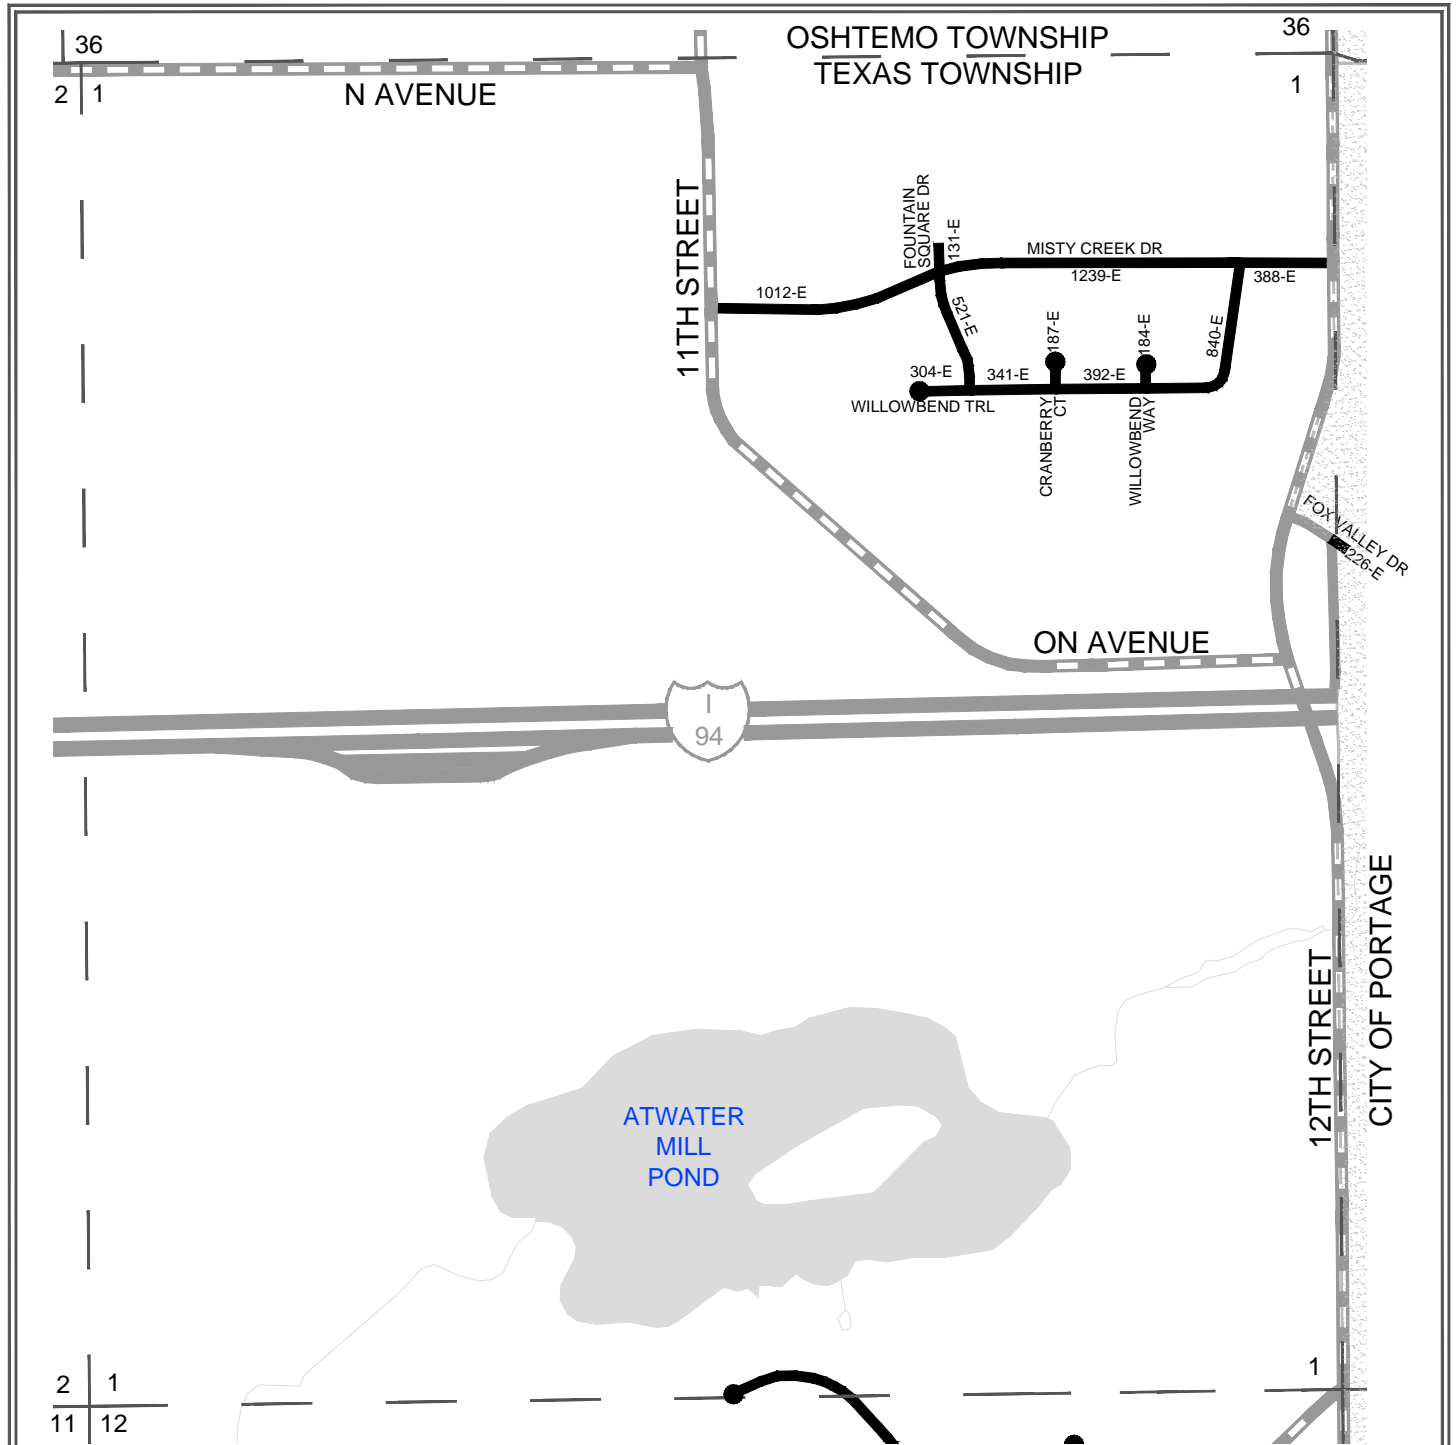 36
OSHTEMO TOWNSHIP
36
2
1
N AVENUE
TEXAS TOWNSHIP
1
11TH STREET
FOUNTAIN
SQUARE DR
131-E
MISTY CREEK DR
1012-E
1239-E
388-E
521-E
187-E
184-E
840-E
304-E
341-E
392-E
WILLOWBEND TRL
CRANBERRY
CT
WILLOWBEND
WAY
FOX VALLEY DR
226-E
ON AVENUE
I
94
CITY OF PORTAGE
12TH STREET
ATWATER
MILL
POND
2
1
1
11
12